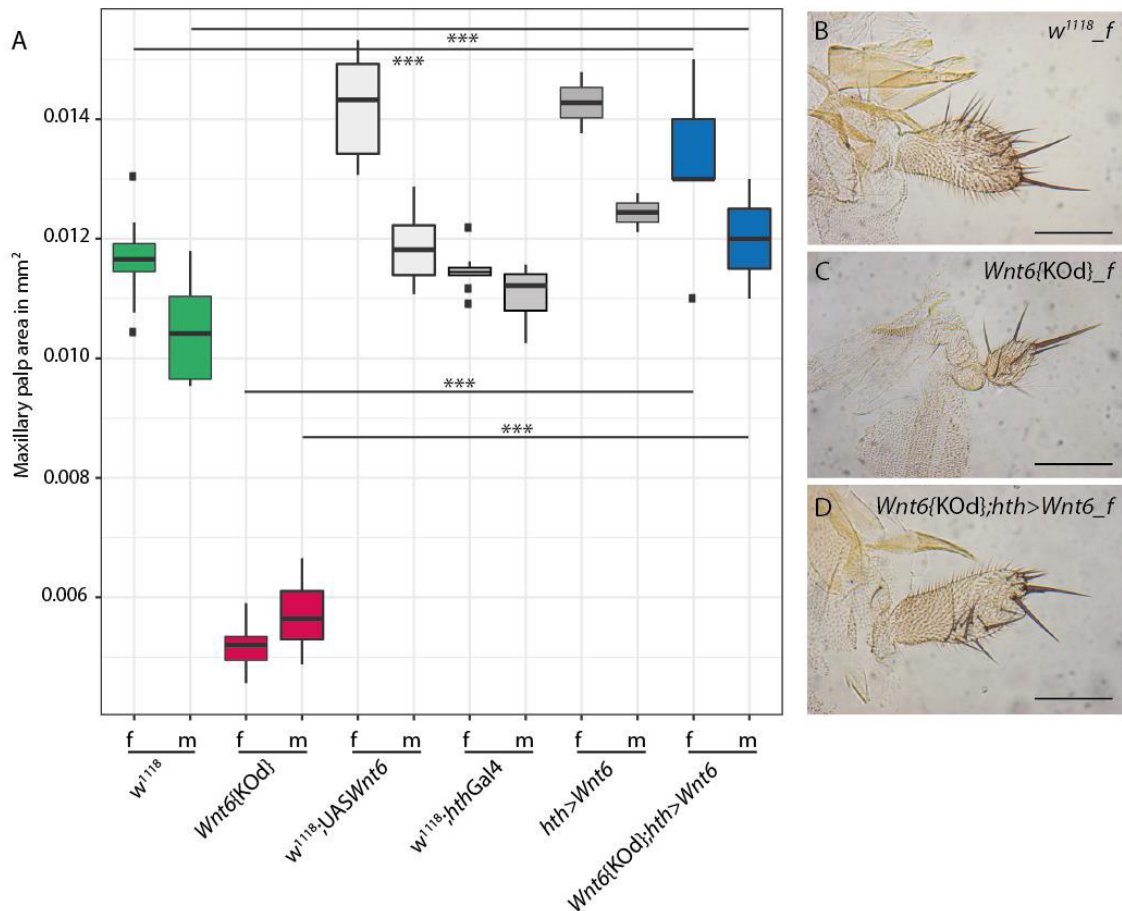 A
***
***
0.014
0.012
0.010
0.008
0.006
Maxillary palp area in mm²
***
***
f m f m f m f m f m f m
w¹¹¹⁸
Wnt6{KOd}
w¹¹¹⁸;UASWnt6
w¹¹¹⁸;hthGal4
hth>Wnt6
Wnt6{KOd};hth>Wnt6
B
w¹¹¹⁸_f
C
Wnt6{KOd}_f
D
Wnt6{KOd};hth>Wnt6_f